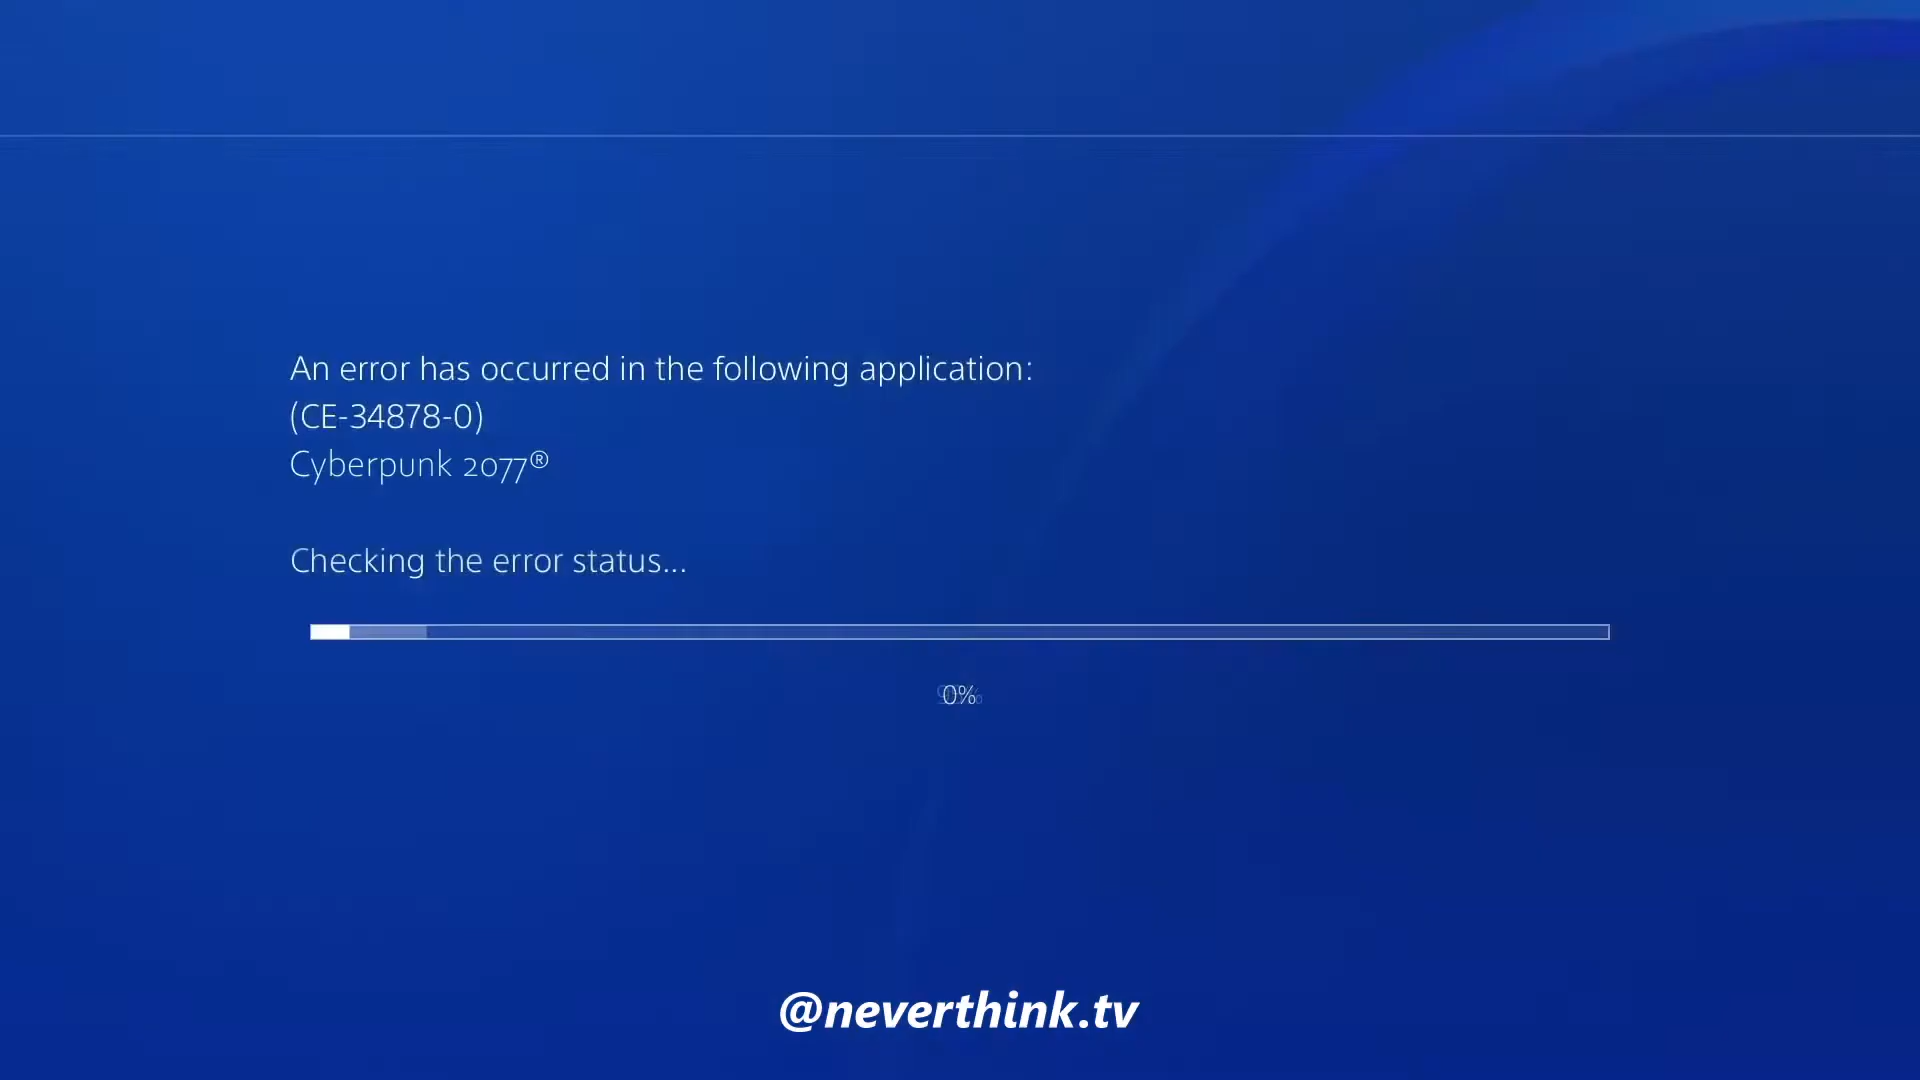 An error has occurred in the following application:
(CE-34878-0)
Cyberpunk 2077®
Checking the error status...
0%
@neverthink.tv